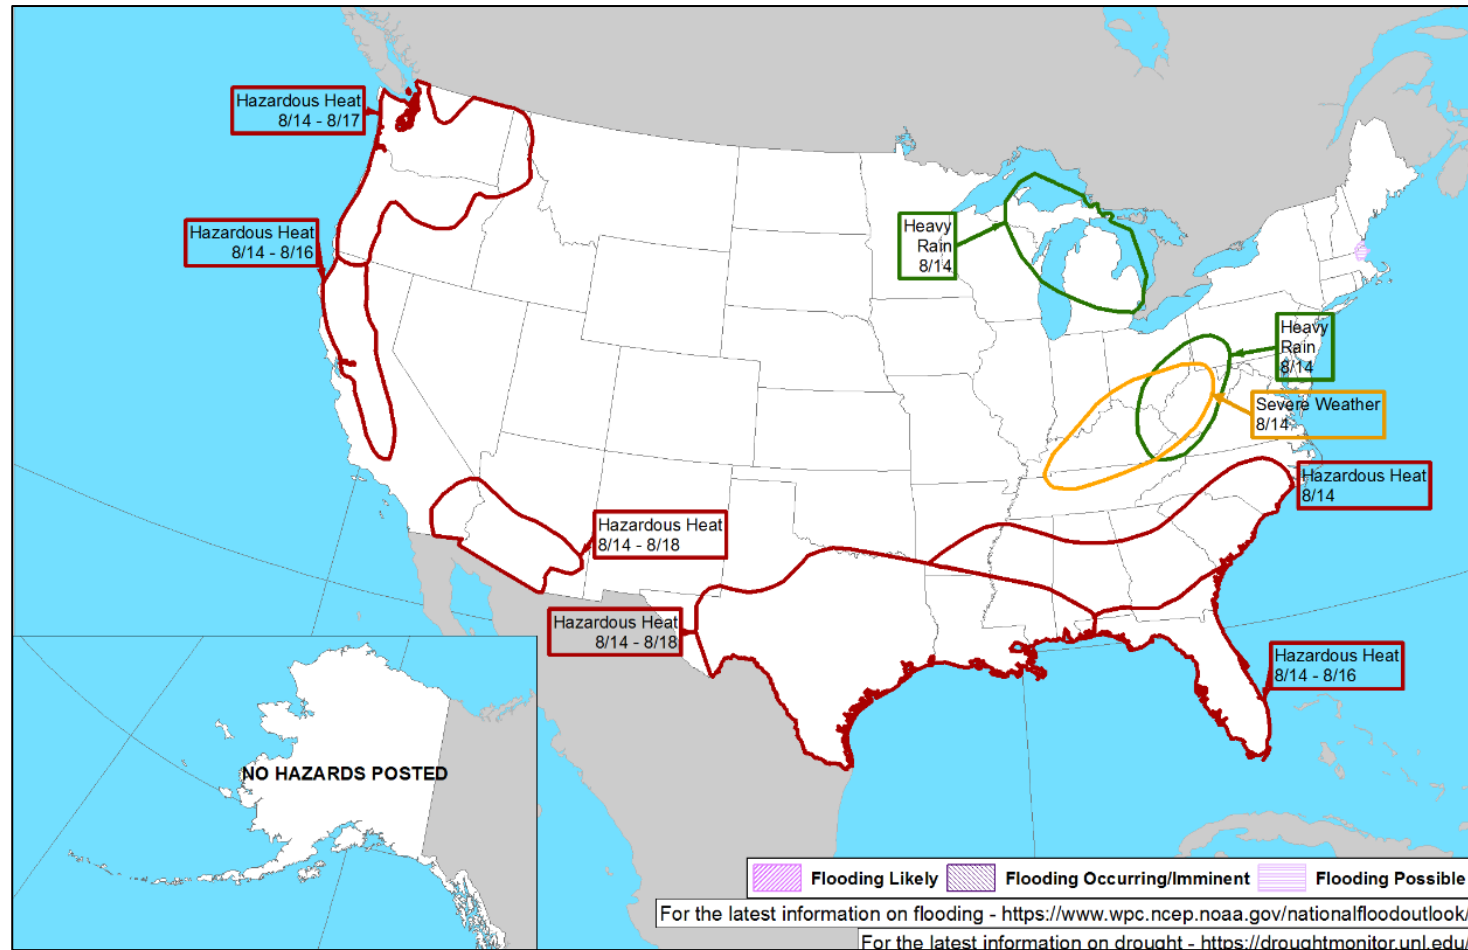 Hazardous Heat
8/14 - 8/17
Hazardous Heat
8/14 - 8/16
Heavy
Rain
8/14
Heavy
Rain
8/14
Severe Weather
8/14
Hazardous Heat
8/14
Hazardous Heat
8/14 - 8/18
Hazardous Heat
8/14 - 8/18
Hazardous Heat
8/14 - 8/16
NO HAZARDS POSTED
Flooding Likely
Flooding Occurring/Imminent
Flooding Possible
For the latest information on flooding - https://www.wpc.ncep.noaa.gov/nationalfloodoutlook/
For the latest information on drought - https://droughtmonitor.unl.edu/